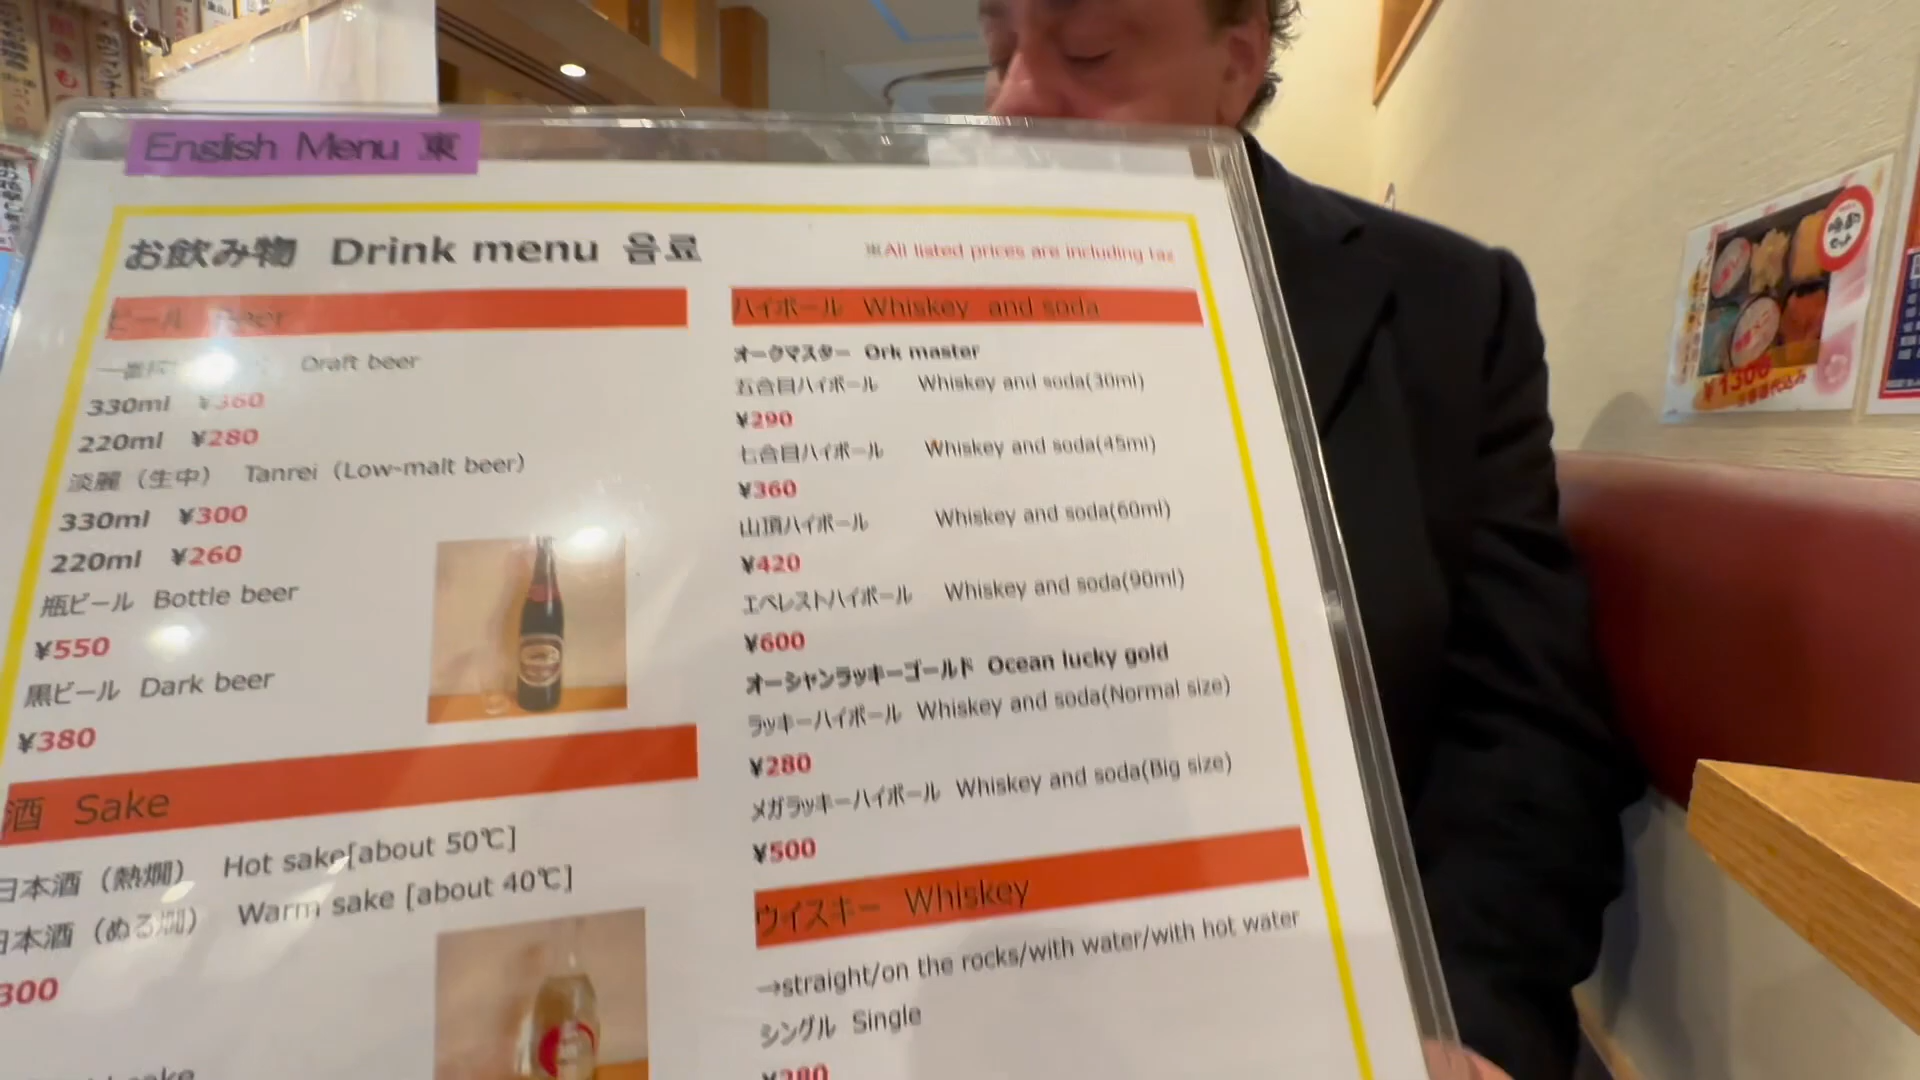 English Menu 東
お飲み物 Drink menu 음료
※All listed prices are including tax
ビール Beer
Draft beer
330ml ¥360
220ml ¥280
淡麗（生中） Tanrei（Low-malt beer）
330ml ¥300
220ml ¥260
瓶ビール Bottle beer
¥550
黒ビール Dark beer
¥380
酒 Sake
日本酒（熱燗） Hot sake[about 50℃]
日本酒（ぬる燗） Warm sake [about 40℃]
300
ハイボール Whiskey and soda
オークマスター Ork master
五合目ハイボール Whiskey and soda(30ml)
¥290
七合目ハイボール Whiskey and soda(45ml)
¥360
山頂ハイボール Whiskey and soda(60ml)
¥420
エベレストハイボール Whiskey and soda(90ml)
¥600
オーシャンラッキーゴールド Ocean lucky gold
ラッキーハイボール Whiskey and soda(Normal size)
¥280
メガラッキーハイボール Whiskey and soda(Big size)
¥500
ウイスキー Whiskey
→straight/on the rocks/with water/with hot water
シングル Single
¥1300